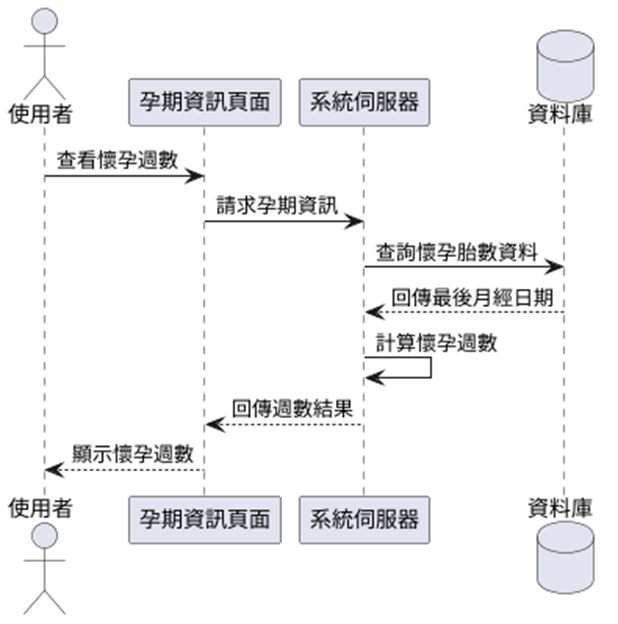 使用者
孕期資訊頁面
系統伺服器
資料庫
查看懷孕週數
請求孕期資訊
查詢懷孕胎數資料
回傳最後月經日期
計算懷孕週數
回傳週數結果
顯示懷孕週數
使用者
孕期資訊頁面
系統伺服器
資料庫